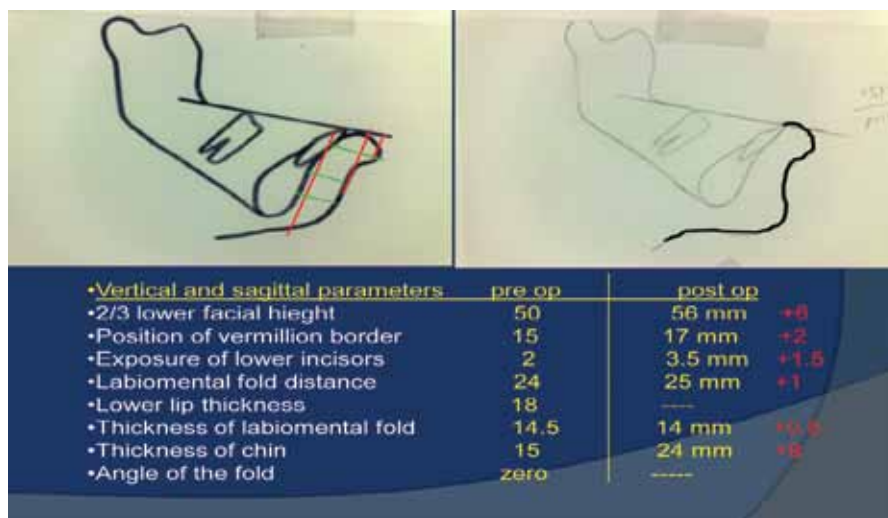 •Vertical and sagittal parameters pre op post op
•2/3 lower facial hieght 50 56 mm +6
•Position of vermillion border 15 17 mm +2
•Exposure of lower incisors 2 3.5 mm +1.5
•Labiomental fold distance 24 25 mm +1
•Lower lip thickness 18 ----
•Thickness of labiomental fold 14.5 14 mm
•Thickness of chin 15 24 mm
•Angle of the fold zero -----